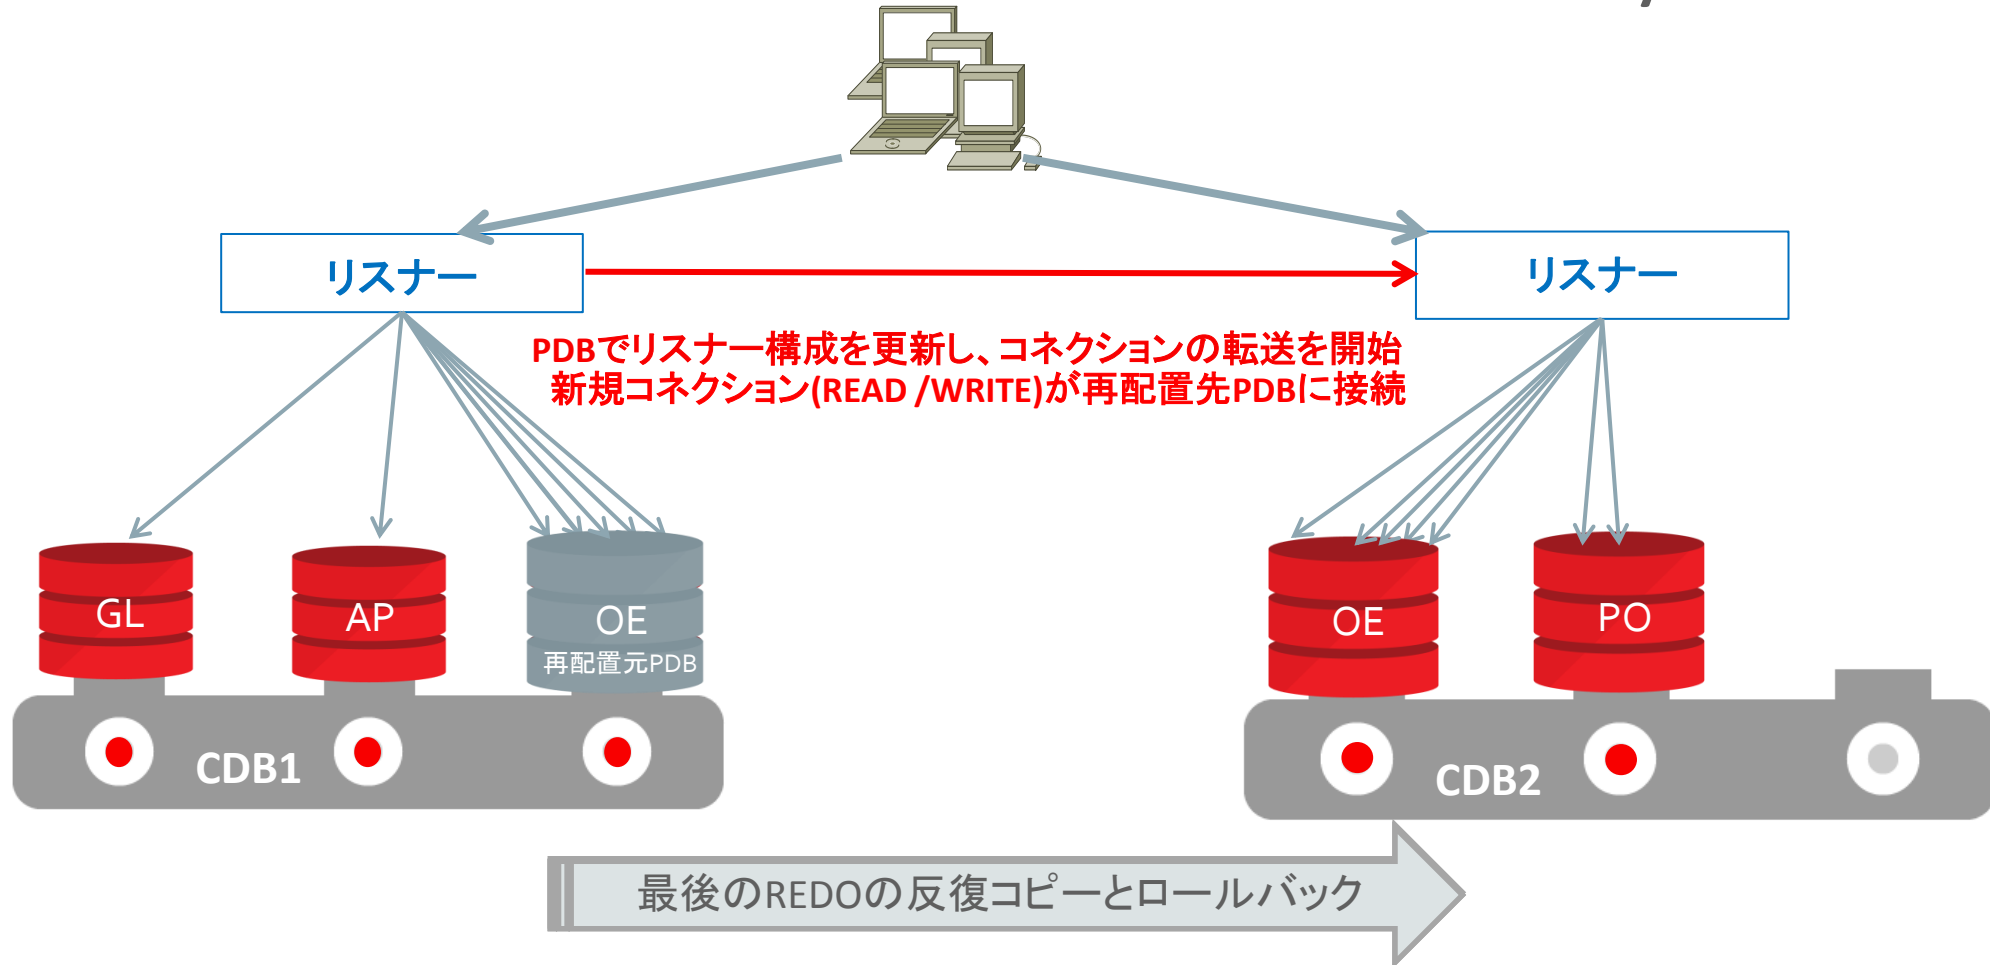 リスナー
リスナー
PDBでリスナー構成を更新し、コネクションの転送を開始
新規コネクション(READ /WRITE)が再配置先PDBに接続
GL
AP
OE
再配置元PDB
OE
PO
CDB1
CDB2
最後のREDOの反復コピーとロールバック